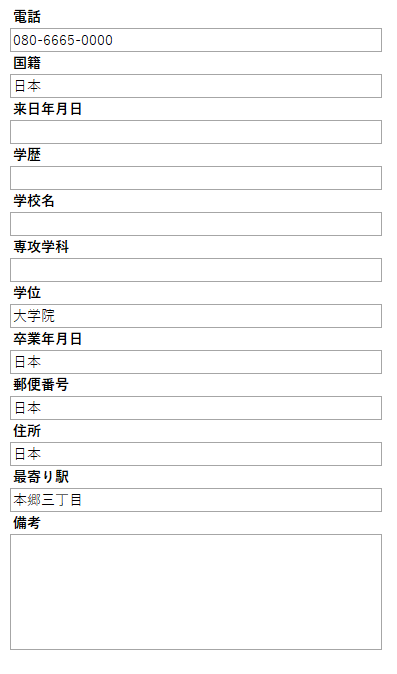 電話
080-6665-0000
国籍
日本
来日年月日
学歴
学校名
専攻学科
学位
大学院
卒業年月日
日本
郵便番号
日本
住所
日本
最寄り駅
本郷三丁目
備考